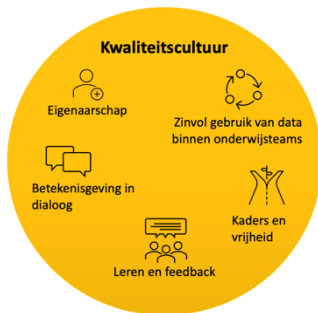 Kwaliteitscultuur
Eigenaarschap
Zinvol gebruik van data
binnen onderwijsteams
Betekenisgeving in
dialoog
Kaders en
vrijheid
Leren en feedback